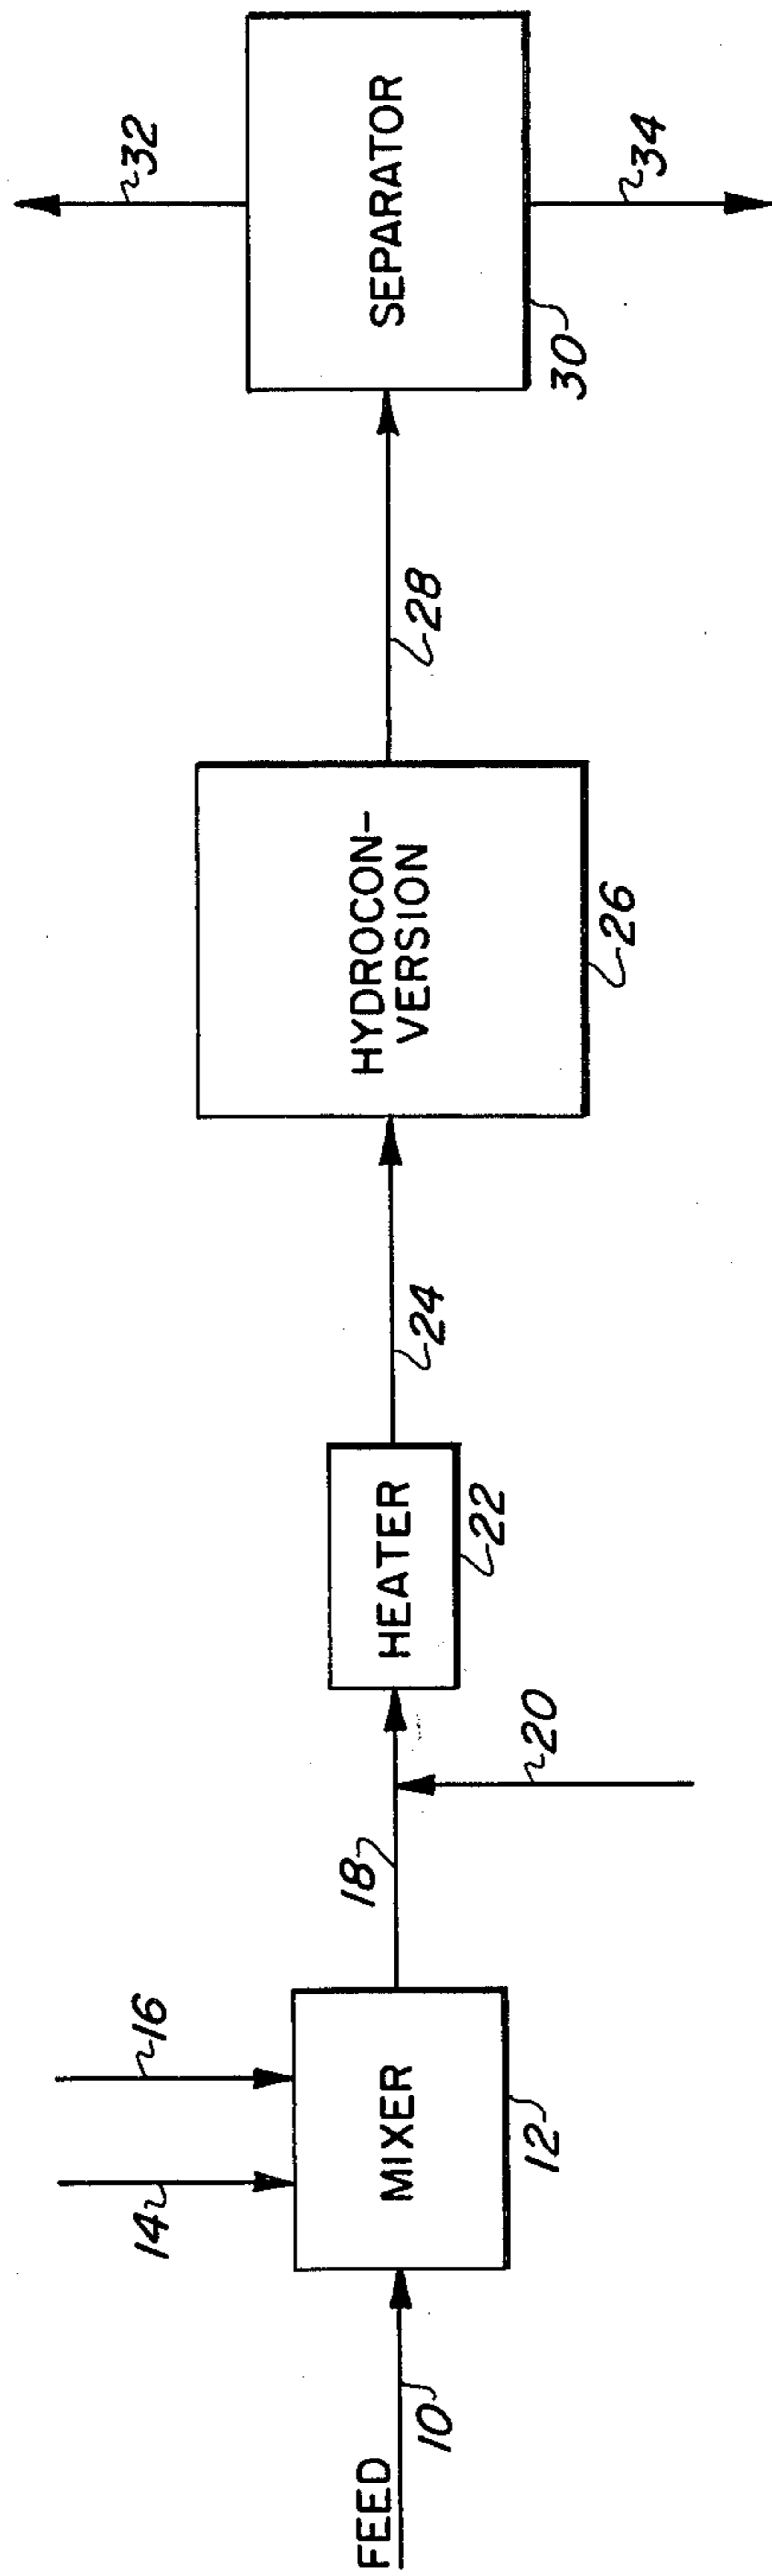 FEED
10
14
16
MIXER
12
18
20
HEATER
22
24
HYDROCON-
VERSION
26
28
SEPARATOR
30
32
34